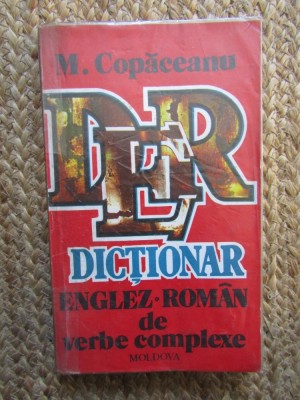 M. Copăceanu
DER
DICȚIONAR
ENGLEZ·ROMÂN
de
verbe complexe
MOLDOVA